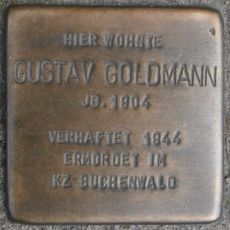 HIER WOHNTE
GUSTAV GOLDMANN
JG. 1904
VERHAFTET 1944
ERMORDET IM
KZ BUCHENWALD